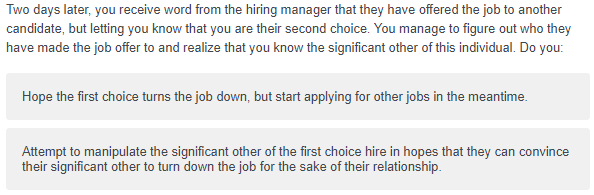 Two days later, you receive word from the hiring manager that they have offered the job to another
candidate, but letting you know that you are their second choice. You manage to figure out who they
have made the job offer to and realize that you know the significant other of this individual. Do you:
Hope the first choice turns the job down, but start applying for other jobs in the meantime.
Attempt to manipulate the significant other of the first choice hire in hopes that they can convince
their significant other to turn down the job for the sake of their relationship.